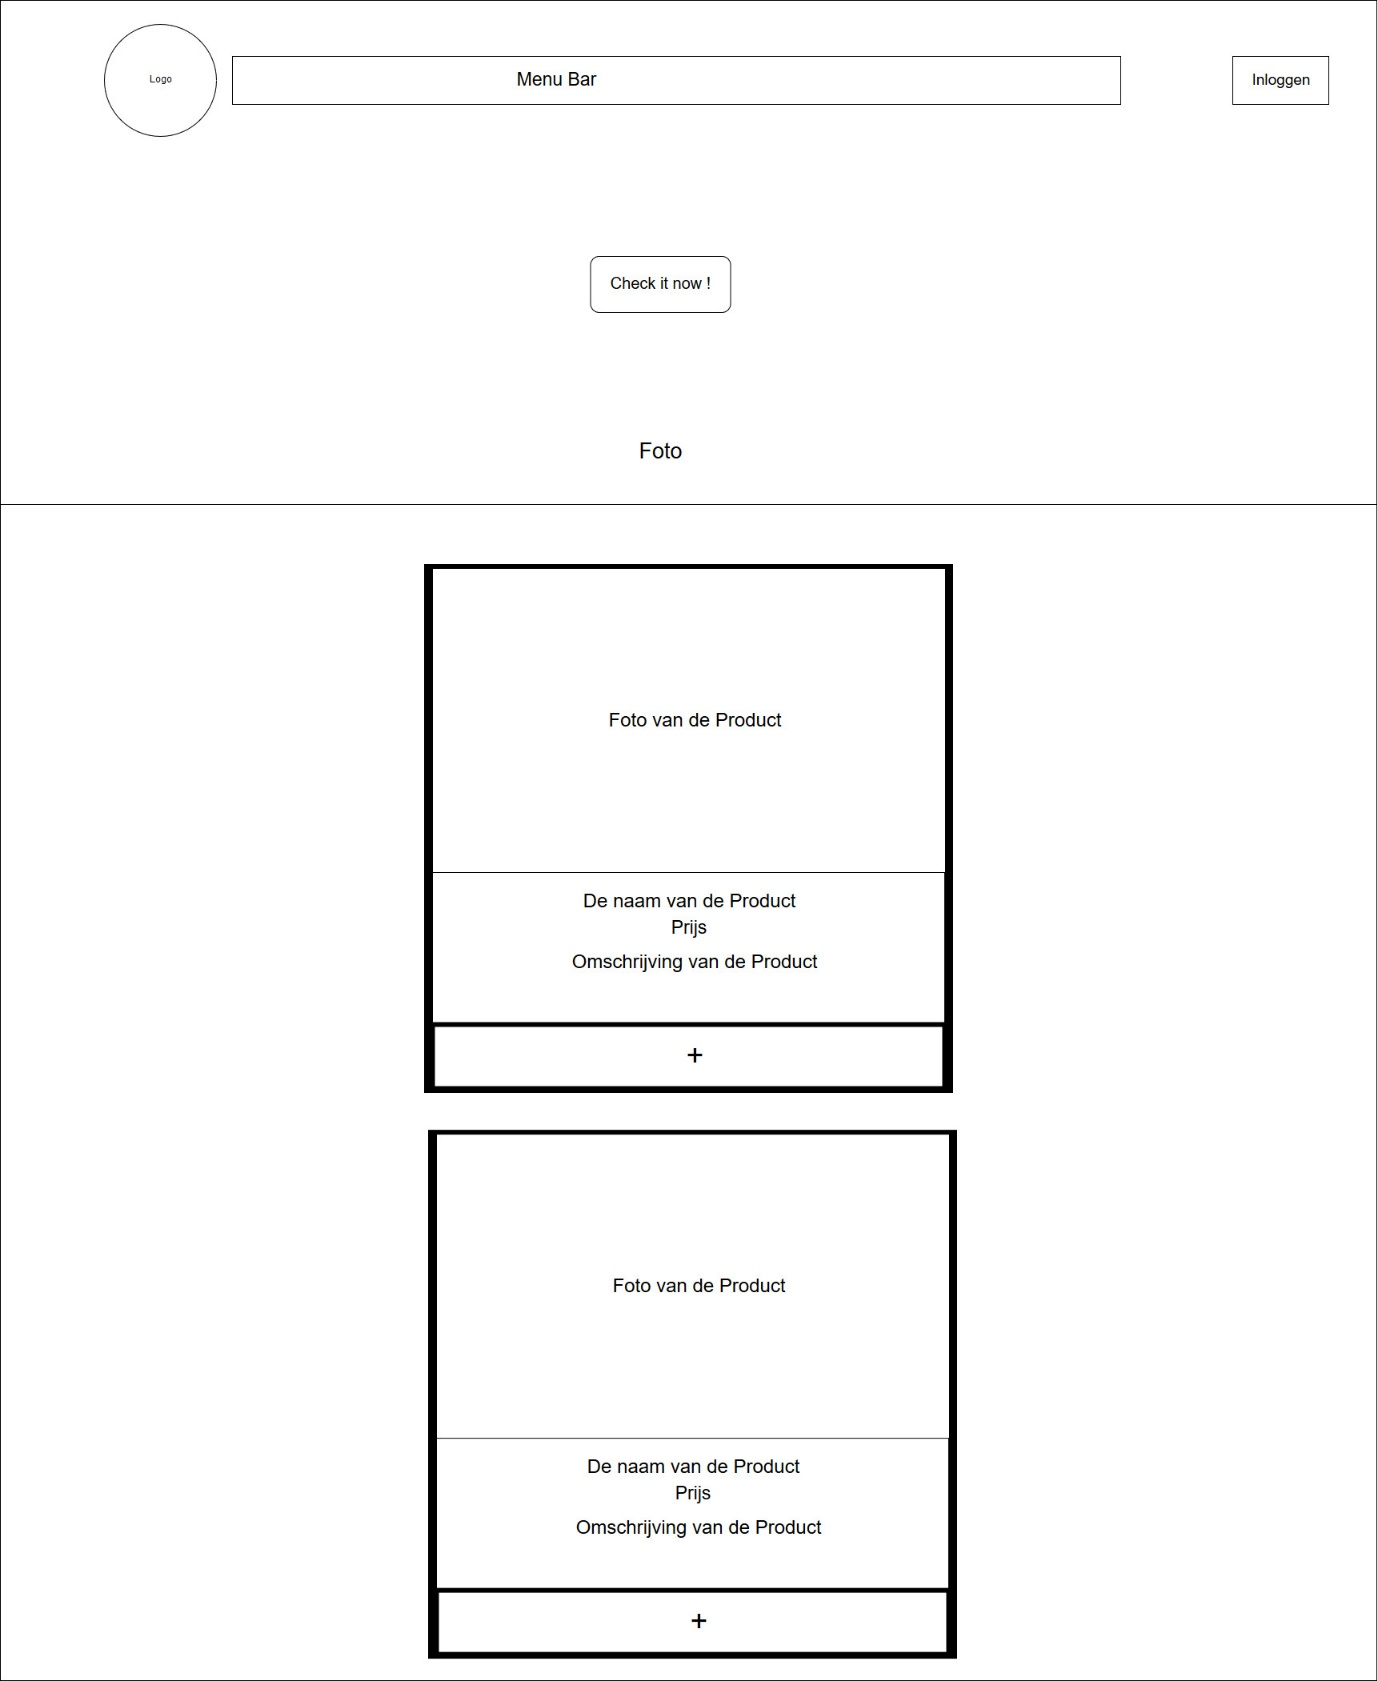 Logo
Menu Bar
Inloggen
Check it now !
Foto
Foto van de Product
De naam van de Product
Prijs
Omschrijving van de Product
+
Foto van de Product
De naam van de Product
Prijs
Omschrijving van de Product
+